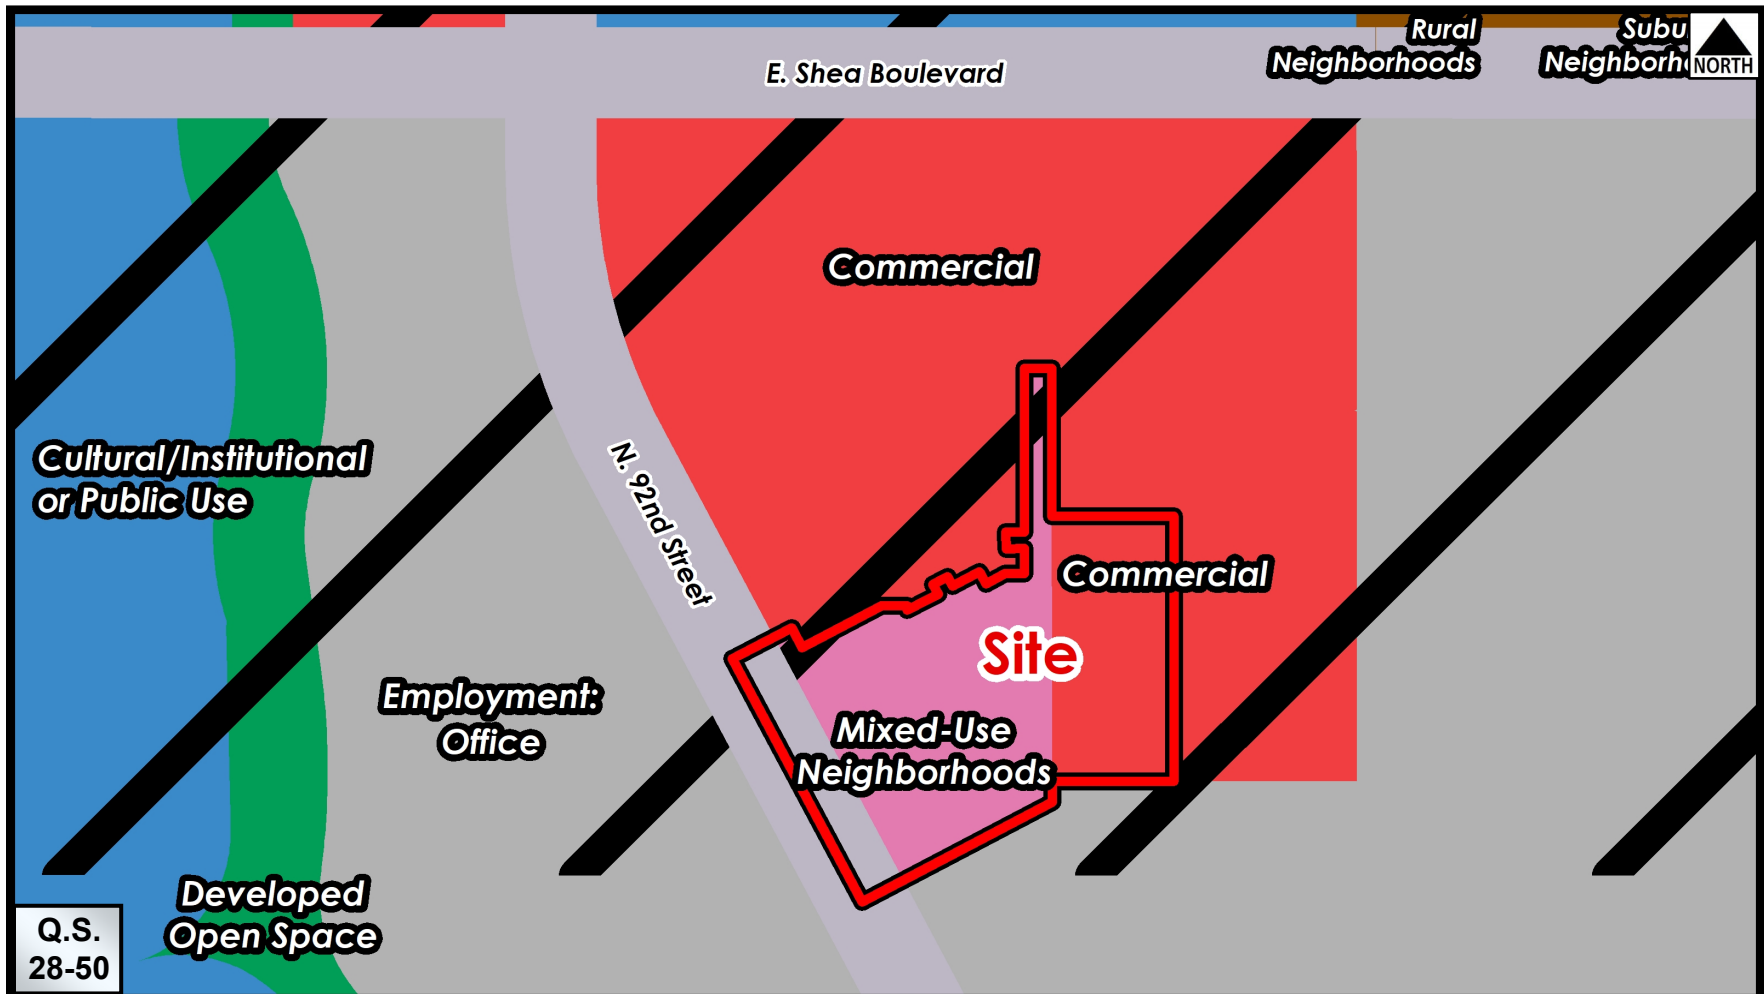 Rural
Neighborhoods
NORTH
E. Shea Boulevard
Commercial
Cultural/Institutional
or Public Use
N. 92nd Street
Commercial
Site
Employment:
Office
Mixed-Use
Neighborhoods
Developed
Open Space
Q.S.
28-50